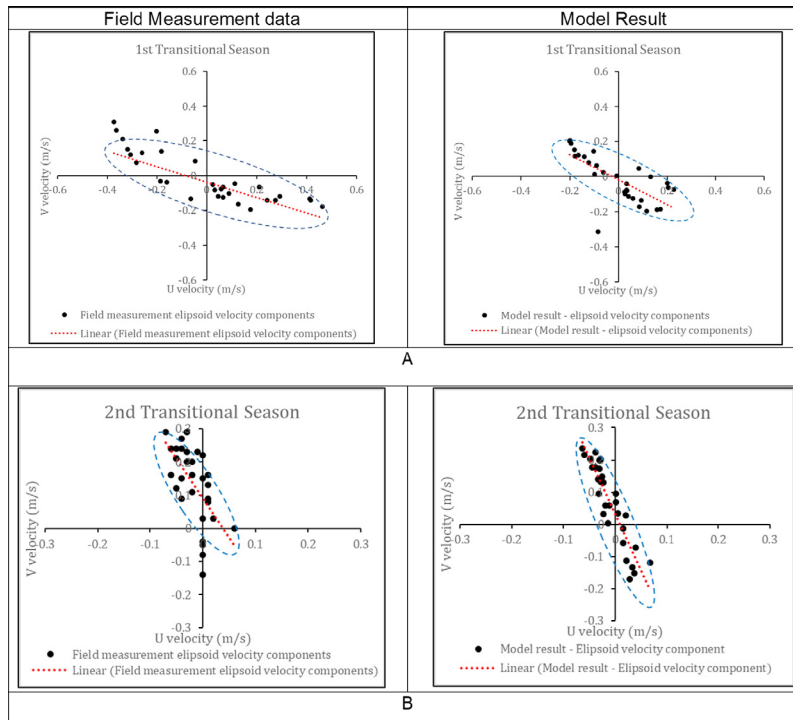 Field Measurement data
Model Result
1st Transitional Season
0.6
0.4
0.2
0
-0.2
-0.4
-0.6
-0.6 -0.4 -0.2 0 0.2 0.4 0.6
V velocity (m/s)
U velocity (m/s)
Field measurement elipsoid velocity components
Linear (Field measurement elipsoid velocity components)
1st Transitional Season
0.6
0.4
0.2
0
-0.2
-0.4
-0.6
-0.6 -0.4 -0.2 0 0.2 0.4 0.6
V velocity (m/s)
U velocity (m/s)
Model result - elipsoid velocity components
Linear (Model result - elipsoid velocity components)
A
2nd Transitional Season
0.2
0.1
0
-0.1
-0.2
-0.3
-0.3 -0.2 -0.1 0 0.1 0.2 0.3
V velocity (m/s)
U velocity (m/s)
Field measurement elipsoid velocity components
Linear (Field measurement elipsoid velocity components)
2nd Transitional Season
0.3
0.2
0.1
0
-0.1
-0.2
-0.3
-0.3 -0.2 -0.1 0 0.1 0.2 0.3
V velocity (m/s)
U velocity (m/s)
Model result - Elipsoid velocity component
Linear (Model result - Elipsoid velocity component)
B